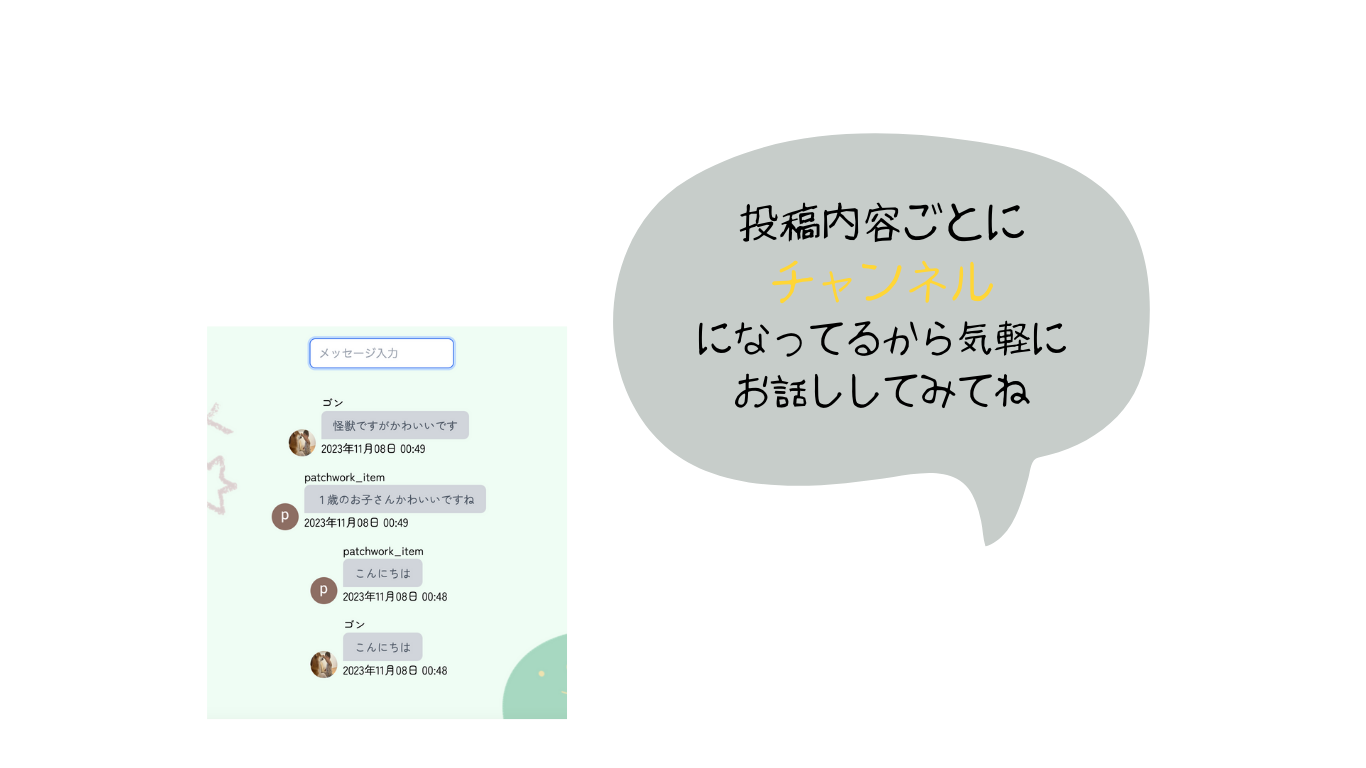 投稿内容ごとに
チャンネル
になってるから気軽に
お話ししてみてね
メッセージ入力
ゴン
怪獣ですがかわいいです
2023年11月08日 00:49
patchwork_item
１歳のお子さんかわいいですね
p
2023年11月08日 00:49
patchwork_item
こんにちは
p
2023年11月08日 00:48
ゴン
こんにちは
2023年11月08日 00:48